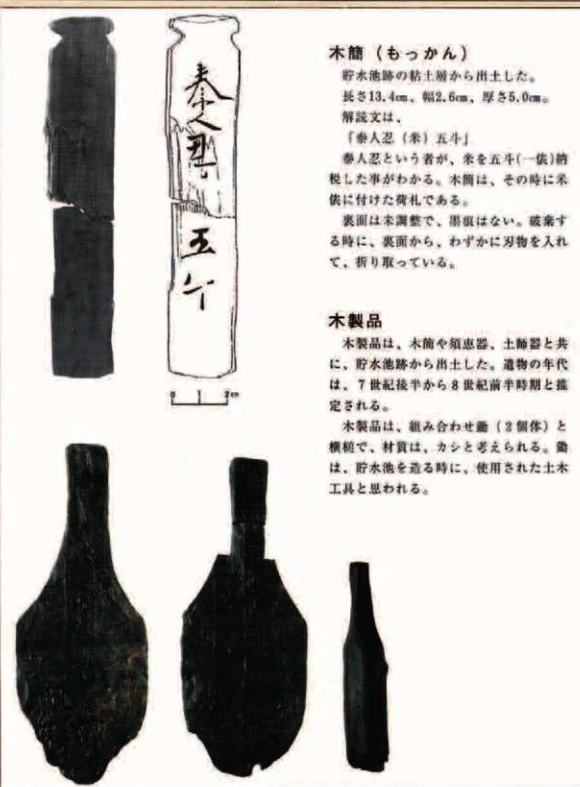 秦人忍
五斗
0 1 2cm
木簡（もっかん）
貯水池跡の粘土層から出土した。
長さ13.4㎝、幅2.6㎝、厚さ5.0㎝。
解読文は、
「秦人忍（米）五斗」
秦人忍という者が、米を五斗(一俵)納
税した事がわかる。木簡は、その時に米
俵に付けた荷札である。
裏面は未調整で、墨痕はない。破棄す
る時に、裏面から、わずかに刃物を入れ
て、折り取っている。
木製品
木製品は、木簡や須恵器、土師器と共
に、貯水池跡から出土した。遺物の年代
は、７世紀後半から８世紀前半時期と推
定される。
木製品は、組み合わせ鋤（２個体）と
横槌で、材質は、カシと考えられる。鋤
は、貯水池を造る時に、使用された土木
工具と思われる。